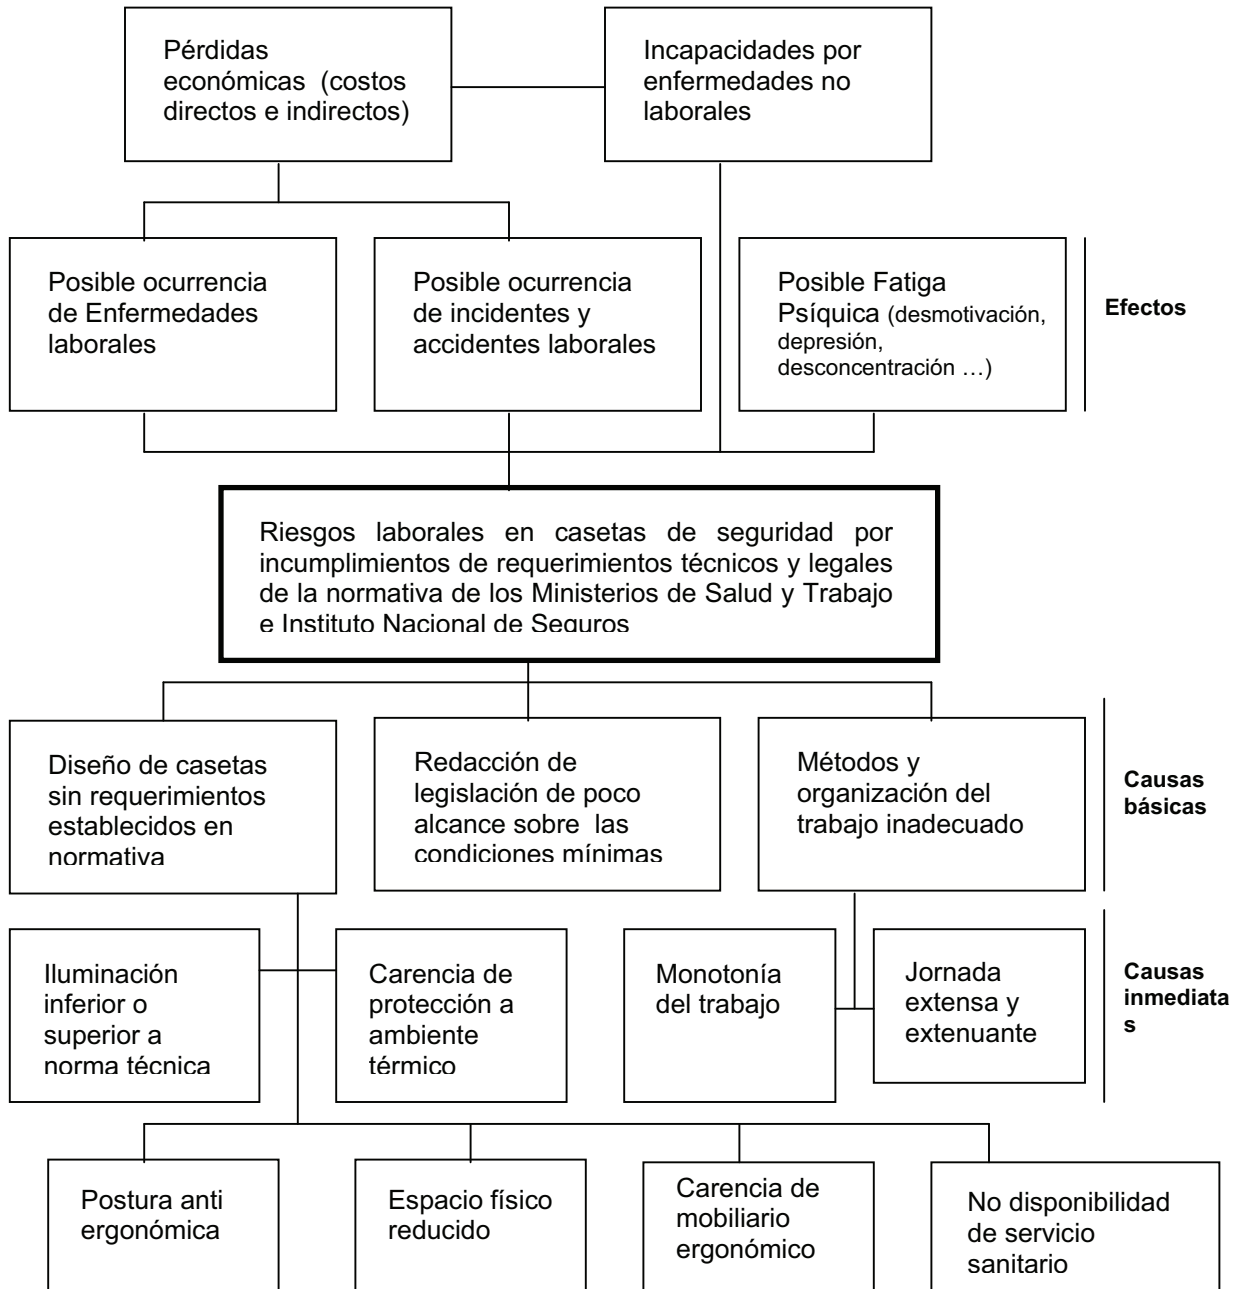 Pérdidas
económicas (costos
directos e indirectos)
Incapacidades por
enfermedades no
laborales
Posible ocurrencia
de Enfermedades
laborales
Posible ocurrencia
de incidentes y
accidentes laborales
Posible Fatiga
Psíquica (desmotivación,
depresión,
desconcentración ...)
Efectos
Riesgos laborales en casetas de seguridad por
incumplimientos de requerimientos técnicos y legales
de la normativa de los Ministerios de Salud y Trabajo
e Instituto Nacional de Seguros
Diseño de casetas
sin requerimientos
establecidos en
normativa
Redacción de
legislación de poco
alcance sobre las
condiciones mínimas
Métodos y
organización del
trabajo inadecuado
Causas
básicas
Iluminación
inferior o
superior a
norma técnica
Carencia de
protección a
ambiente
térmico
Monotonía
del trabajo
Jornada
extensa y
extenuante
Causas
inmediata
s
Postura anti
ergonómica
Espacio físico
reducido
Carencia de
mobiliario
ergonómico
No disponibilidad
de servicio
sanitario